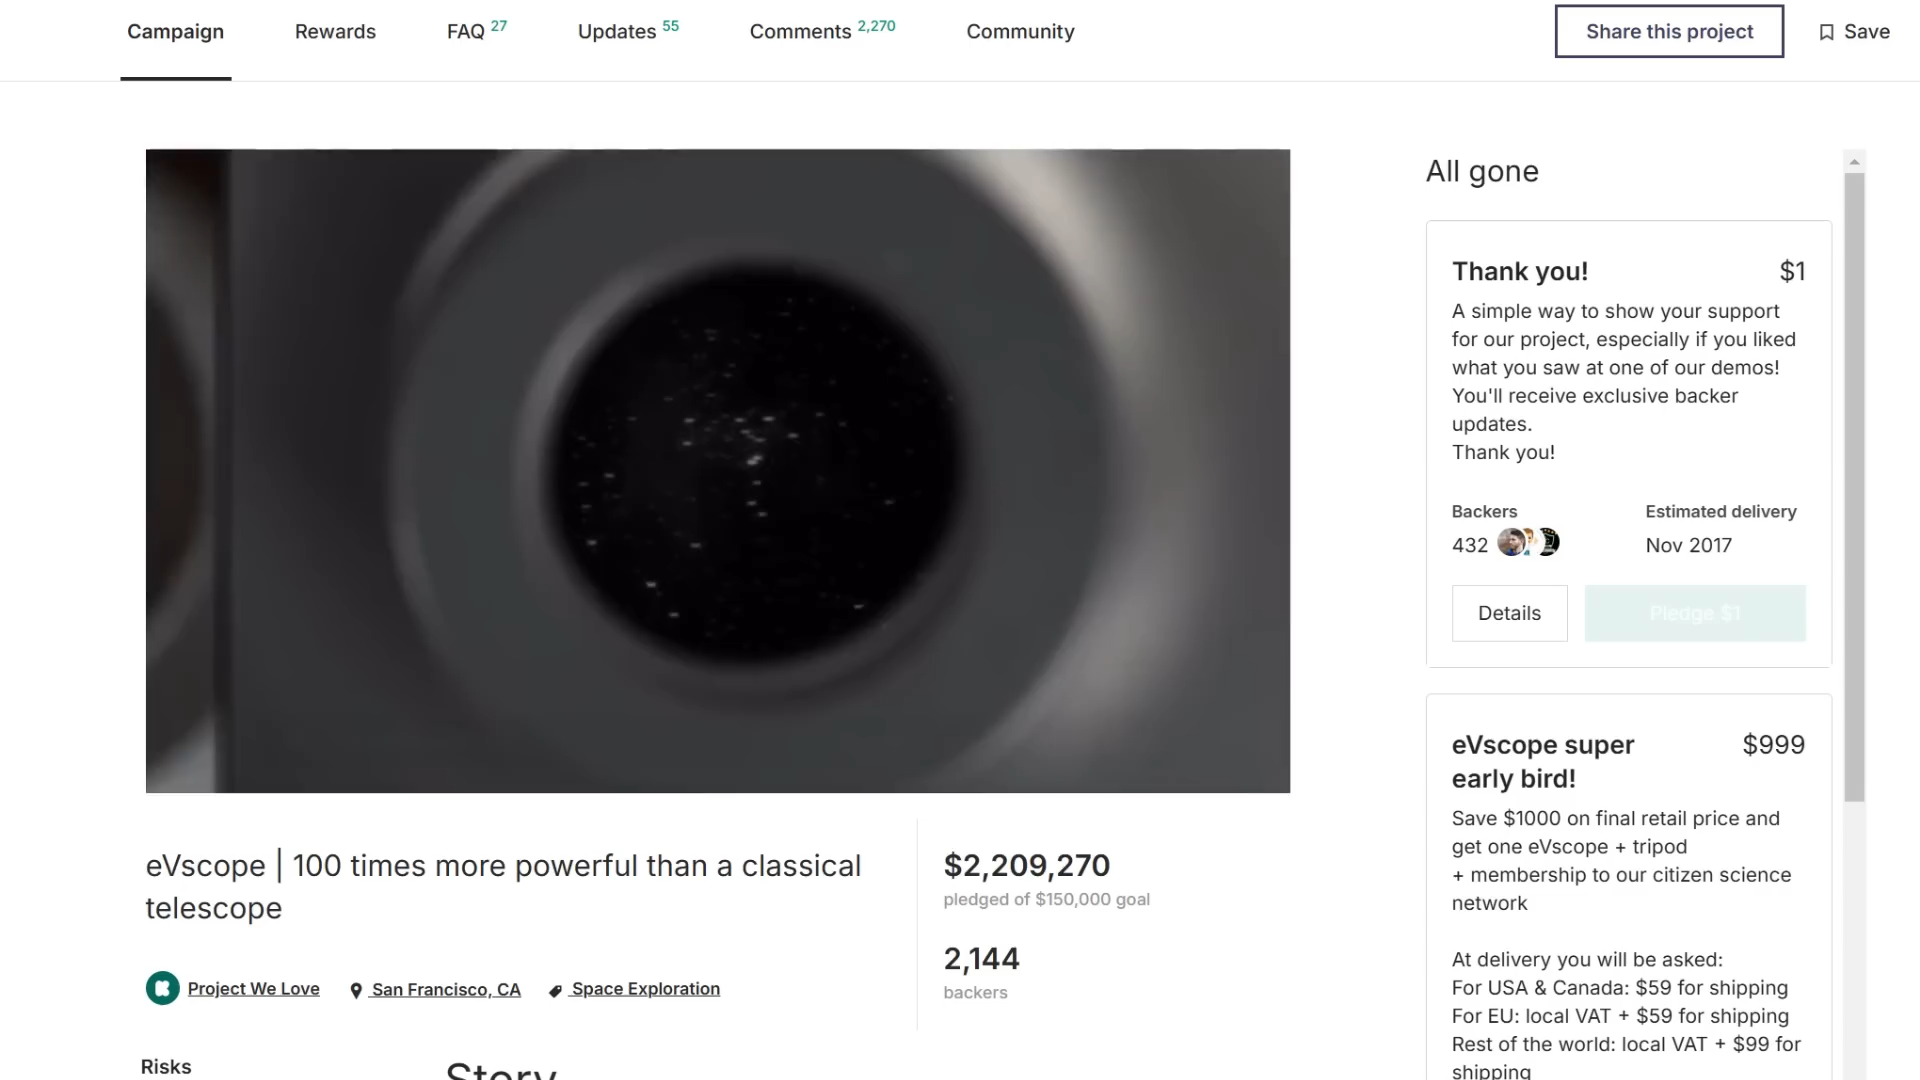 Campaign
Rewards
FAQ 27
Updates 55
Comments 2,270
Community
Share this project
Save
All gone
Thank you!
$1
A simple way to show your support
for our project, especially if you liked
what you saw at one of our demos!
You'll receive exclusive backer
updates.
Thank you!
Backers
Estimated delivery
432
Nov 2017
Details
Pledge $1
eVscope super
early bird!
$999
Save $1000 on final retail price and
get one eVscope + tripod
+ membership to our citizen science
network
At delivery you will be asked:
For USA & Canada: $59 for shipping
For EU: local VAT + $59 for shipping
Rest of the world: local VAT + $99 for
shipping
eVscope | 100 times more powerful than a classical
telescope
$2,209,270
pledged of $150,000 goal
2,144
backers
Project We Love
San Francisco, CA
Space Exploration
Risks
Story